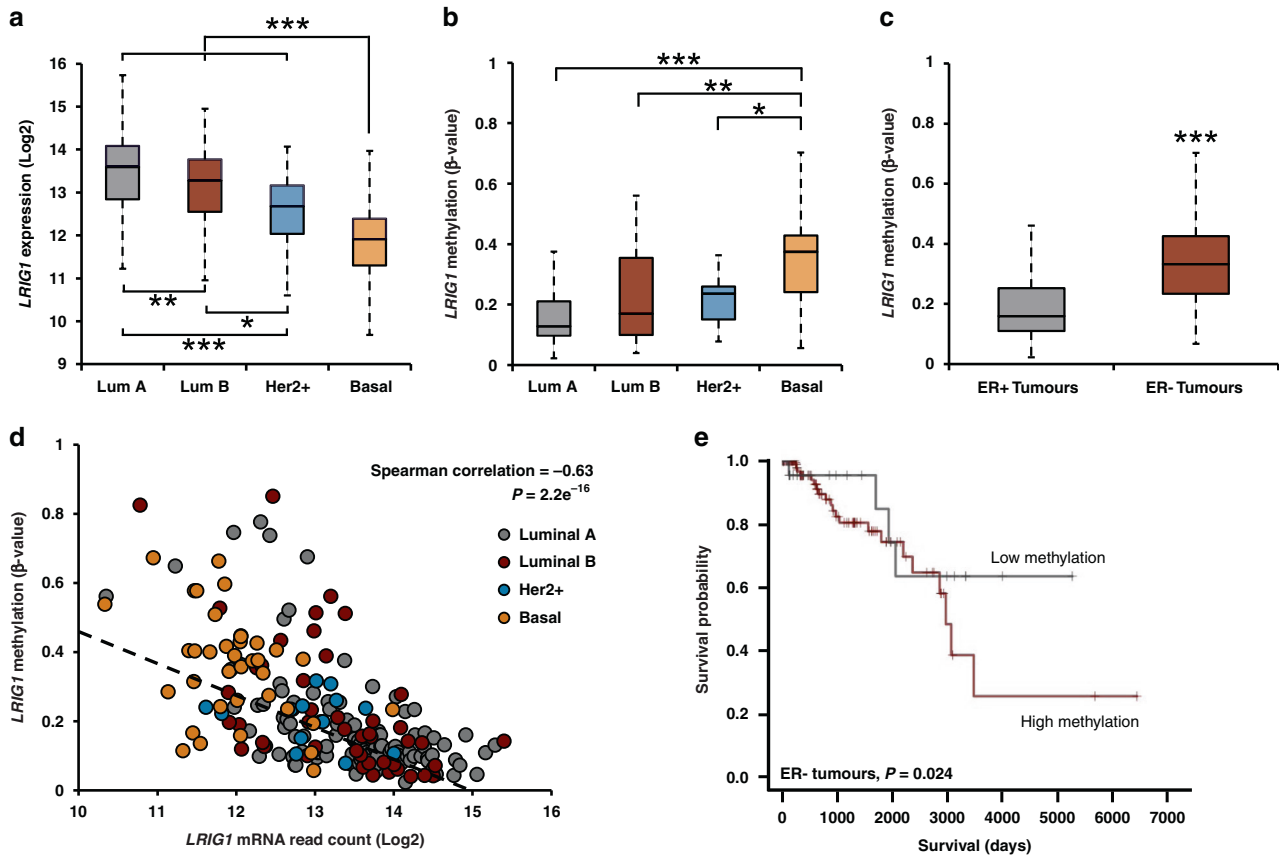 a
***
LRIG1 expression (Log2)
16
15
14
13
12
11
10
9
**
*
***
Lum A
Lum B
Her2+
Basal
b
LRIG1 methylation (β-value)
1
0.8
0.6
0.4
0.2
0
***
**
*
Lum A
Lum B
Her2+
Basal
c
LRIG1 methylation (β-value)
1
0.8
0.6
0.4
0.2
0
***
ER+ Tumours
ER- Tumours
d
LRIG1 methylation (β-value)
1
0.8
0.6
0.4
0.2
0
Spearman correlation = –0.63
P = 2.2e–16
Luminal A
Luminal B
Her2+
Basal
10
11
12
13
14
15
16
LRIG1 mRNA read count (Log2)
e
Survival probability
1.0
0.8
0.6
0.4
0.2
0.0
Low methylation
High methylation
ER- tumours, P = 0.024
0
1000
2000
3000
4000
5000
6000
7000
Survival (days)